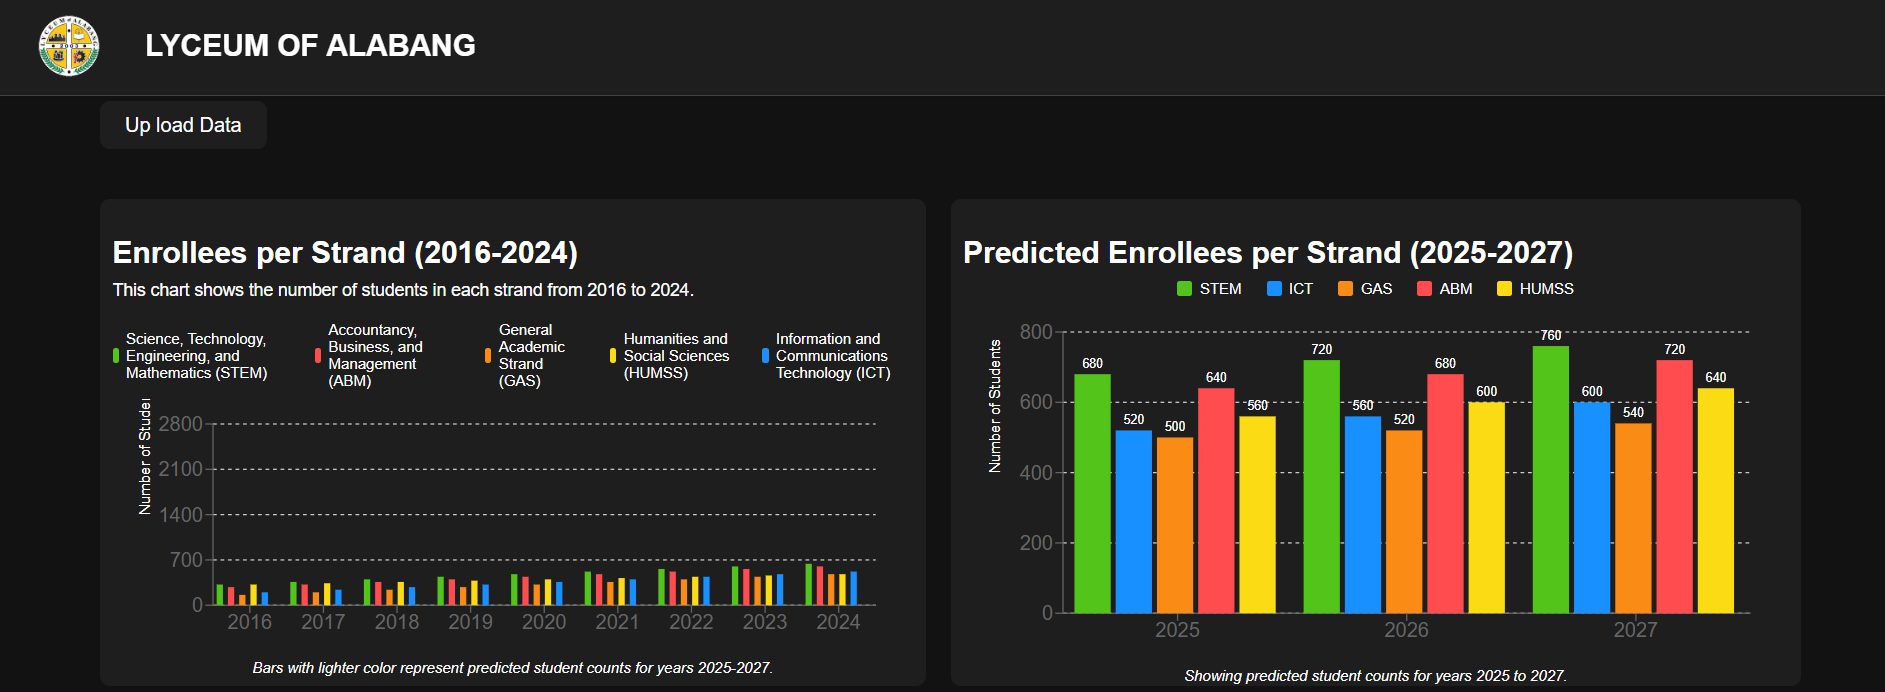 LYCEUM OF ALABANG
2003
LYCEUM OF ALABANG
Up load Data
Enrollees per Strand (2016-2024)
This chart shows the number of students in each strand from 2016 to 2024.
Science, Technology,
Engineering, and
Mathematics (STEM)
Accountancy,
Business, and
Management
(ABM)
General
Academic
Strand
(GAS)
Humanities and
Social Sciences
(HUMSS)
Information and
Communications
Technology (ICT)
Number of Studer
2800
2100
1400
700
0
2016 2017 2018 2019 2020 2021 2022 2023 2024
Bars with lighter color represent predicted student counts for years 2025-2027.
Predicted Enrollees per Strand (2025-2027)
STEM ICT GAS ABM HUMSS
Number of Students
800
600
400
200
0
680 520 500 640 560
720 560 520 680 600
760 600 540 720 640
2025 2026 2027
Showing predicted student counts for years 2025 to 2027.